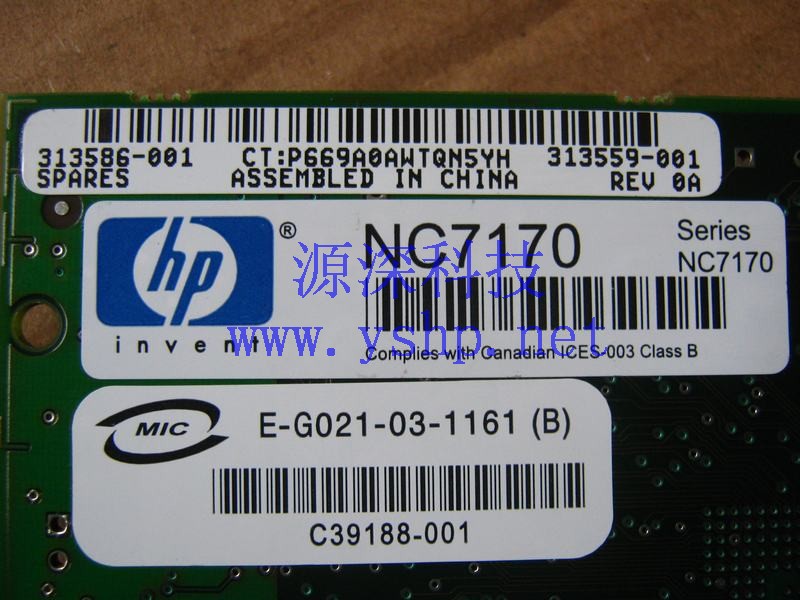 313586-001 CT:P669A0AWTQN5YH 313559-001
SPARES ASSEMBLED IN CHINA REV 0A
hp ®
invent
NC7170
Series
NC7170
源深科技
www.yshp.net
Complies with Canadian ICES-003 Class B
MIC
E-G021-03-1161 (B)
C39188-001